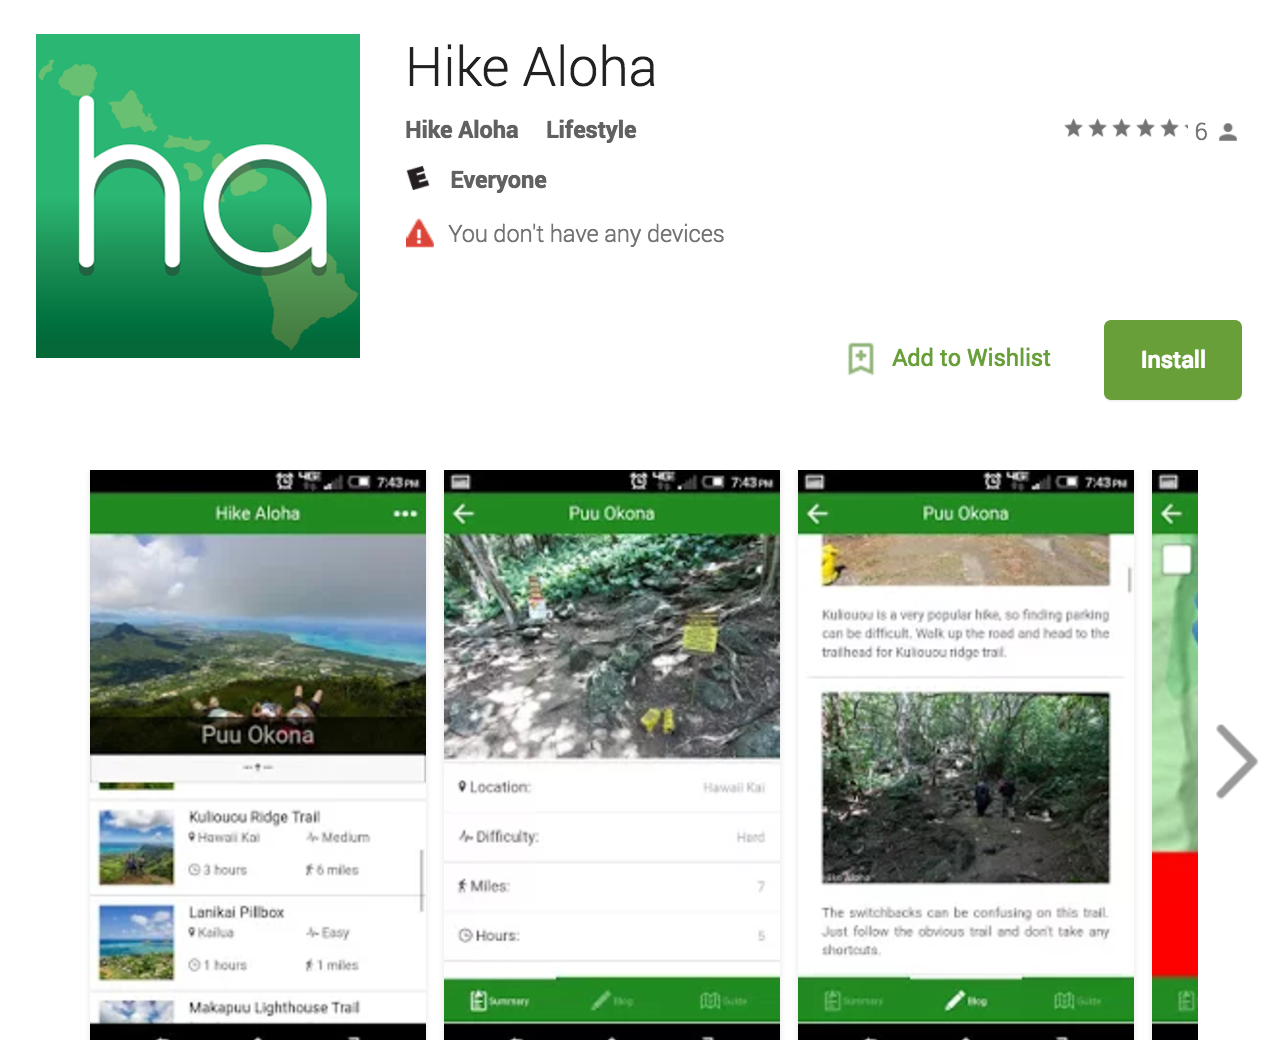 ha
Hike Aloha
Hike Aloha Lifestyle
6
E Everyone
You don't have any devices
Add to Wishlist
Install
4G 7:43 PM
Hike Aloha
Puu Okona
Kuliouou Ridge Trail
Hawaii Kai Medium
3 hours 6 miles
Lanikai Pillbox
Kailua Easy
1 hours 1 miles
Makapuu Lighthouse Trail
4G 7:43 PM
Puu Okona
Location: Hawaii Kai
Difficulty: Hard
Miles: 7
Hours: 5
Summary Blog Guide
4G 7:43 PM
Puu Okona
Kuliouou is a very popular hike, so finding parking
can be difficult. Walk up the road and head to the
trailhead for Kuliouou ridge trail.
Hike Aloha
The switchbacks can be confusing on this trail.
Just follow the obvious trail and don't take any
shortcuts.
Summary Blog Guide